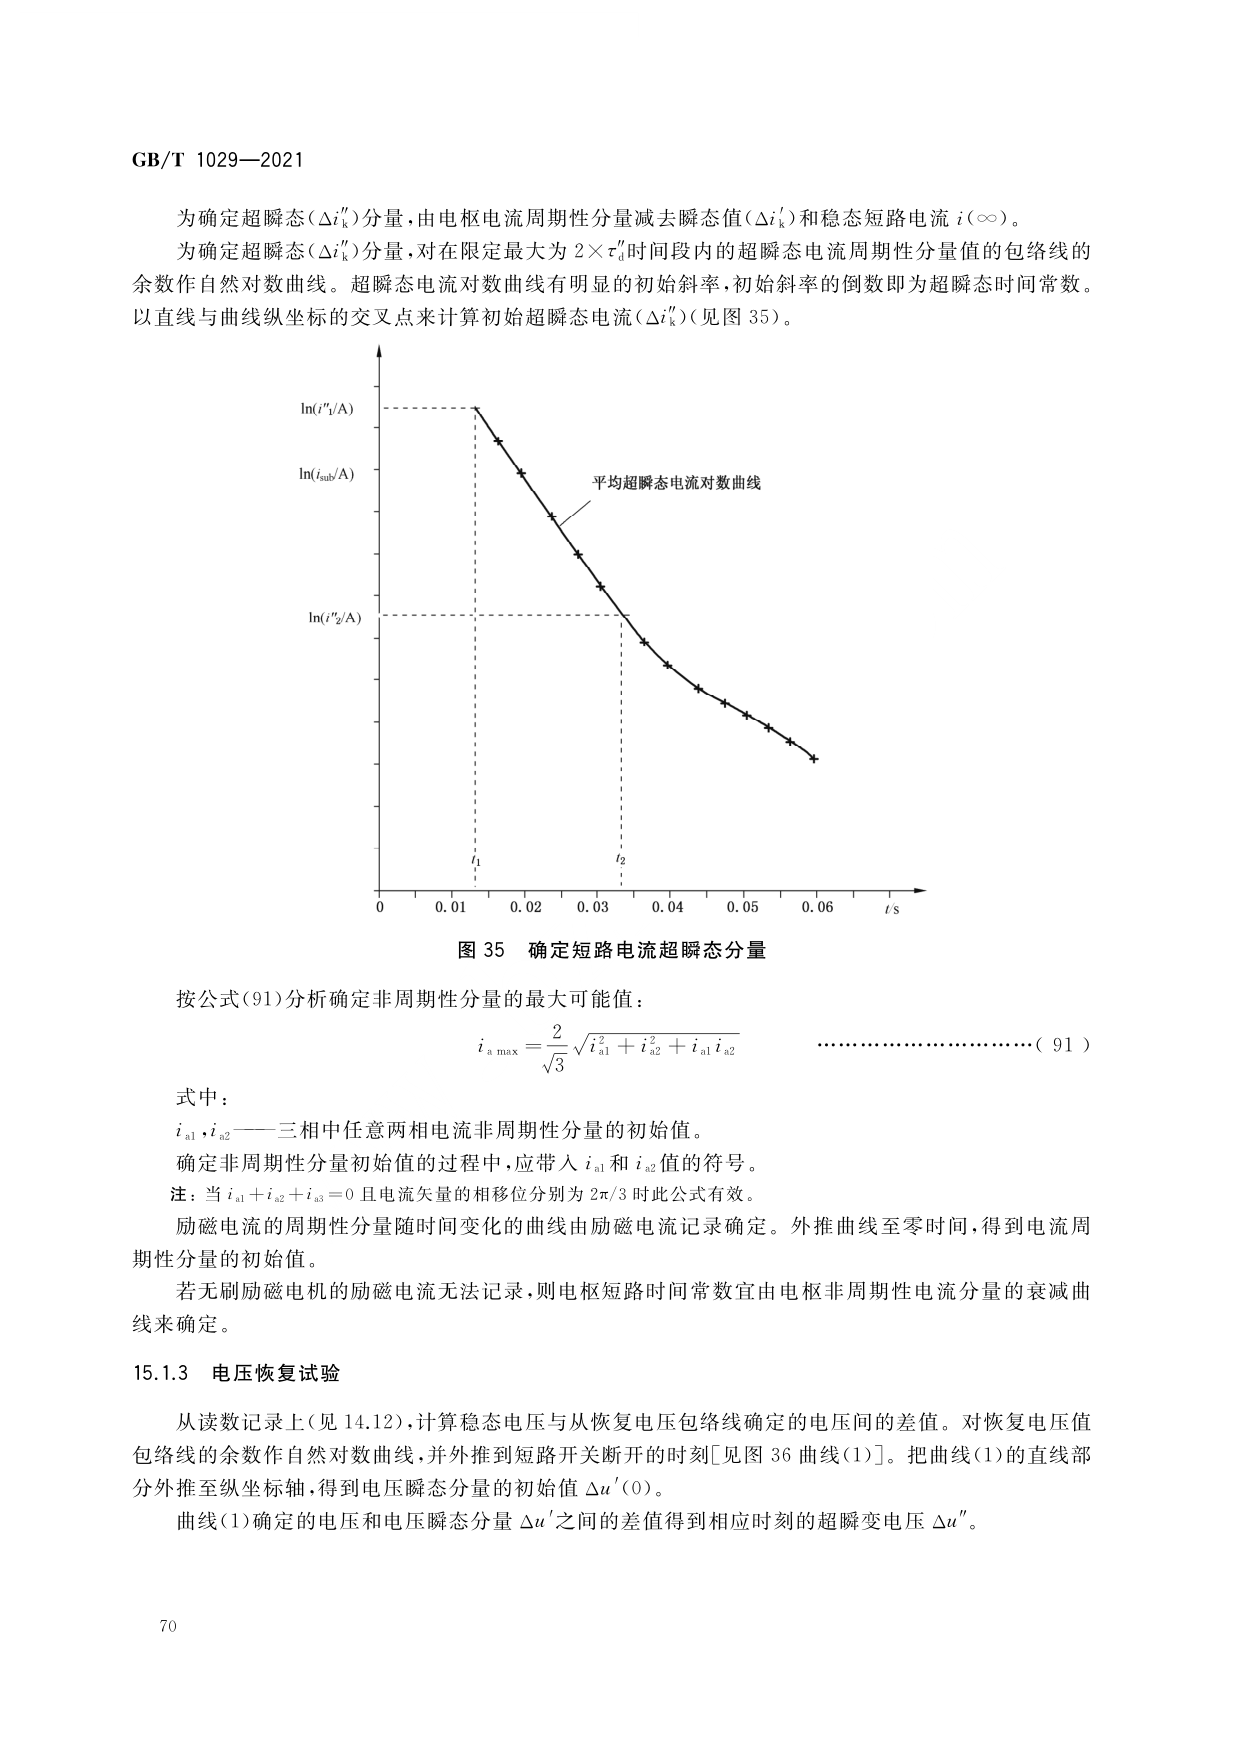 GB/T 1029—2021
为确定超瞬态(Δi″k)分量,由电枢电流周期性分量减去瞬态值(Δi′k)和稳态短路电流 i(∞)。
为确定超瞬态(Δi″k)分量,对在限定最大为 2×τ″d时间段内的超瞬态电流周期性分量值的包络线的
余数作自然对数曲线。超瞬态电流对数曲线有明显的初始斜率,初始斜率的倒数即为超瞬态时间常数。
以直线与曲线纵坐标的交叉点来计算初始超瞬态电流(Δi″k)(见图 35)。
ln(i″1/A)
ln(isub/A)
平均超瞬态电流对数曲线
ln(i″2/A)
t1 t2
0 0.01 0.02 0.03 0.04 0.05 0.06 t/s
图 35 确定短路电流超瞬态分量
按公式(91)分析确定非周期性分量的最大可能值:
i a max = 2/√3 √(i²a1 + i²a2 + ia1 ia2) …………………………( 91 )
式中:
ia1,ia2——三相中任意两相电流非周期性分量的初始值。
确定非周期性分量初始值的过程中,应带入 ia1和 ia2值的符号。
注:当 ia1+ia2+ia3=0 且电流矢量的相移位分别为 2π/3 时此公式有效。
励磁电流的周期性分量随时间变化的曲线由励磁电流记录确定。外推曲线至零时间,得到电流周
期性分量的初始值。
若无刷励磁电机的励磁电流无法记录,则电枢短路时间常数宜由电枢非周期性电流分量的衰减曲
线来确定。
15.1.3 电压恢复试验
从读数记录上(见 14.12),计算稳态电压与从恢复电压包络线确定的电压间的差值。对恢复电压值
包络线的余数作自然对数曲线,并外推到短路开关断开的时刻[见图 36 曲线(1)]。把曲线(1)的直线部
分外推至纵坐标轴,得到电压瞬态分量的初始值 Δu′(0)。
曲线(1)确定的电压和电压瞬态分量 Δu′之间的差值得到相应时刻的超瞬变电压 Δu″。
70